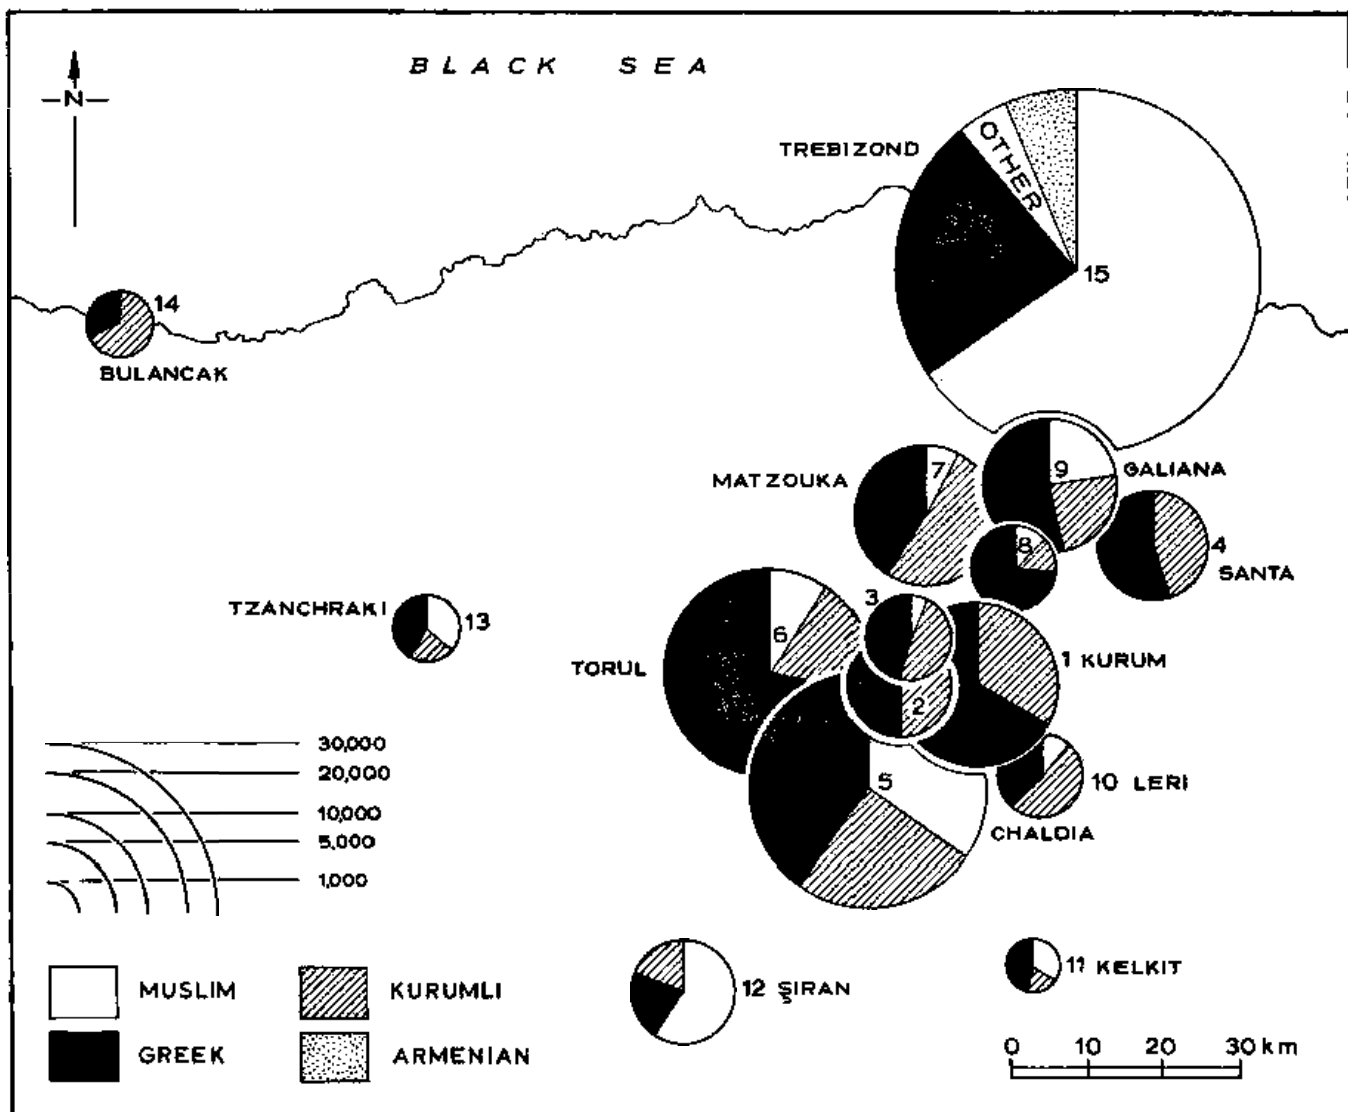 BLACK SEA
N
TREBIZOND
OTHER
15
14
BULANCAK
MATZOUKA
7
9
GALIANA
8
4
SANTA
TZANCHRAKI
13
3
6
TORUL
1 KURUM
2
5
10 LERI
CHALDIA
30,000
20,000
10,000
5,000
1,000
11 KELKIT
12 ŞIRAN
MUSLIM
KURUMLI
GREEK
ARMENIAN
0 10 20 30 km